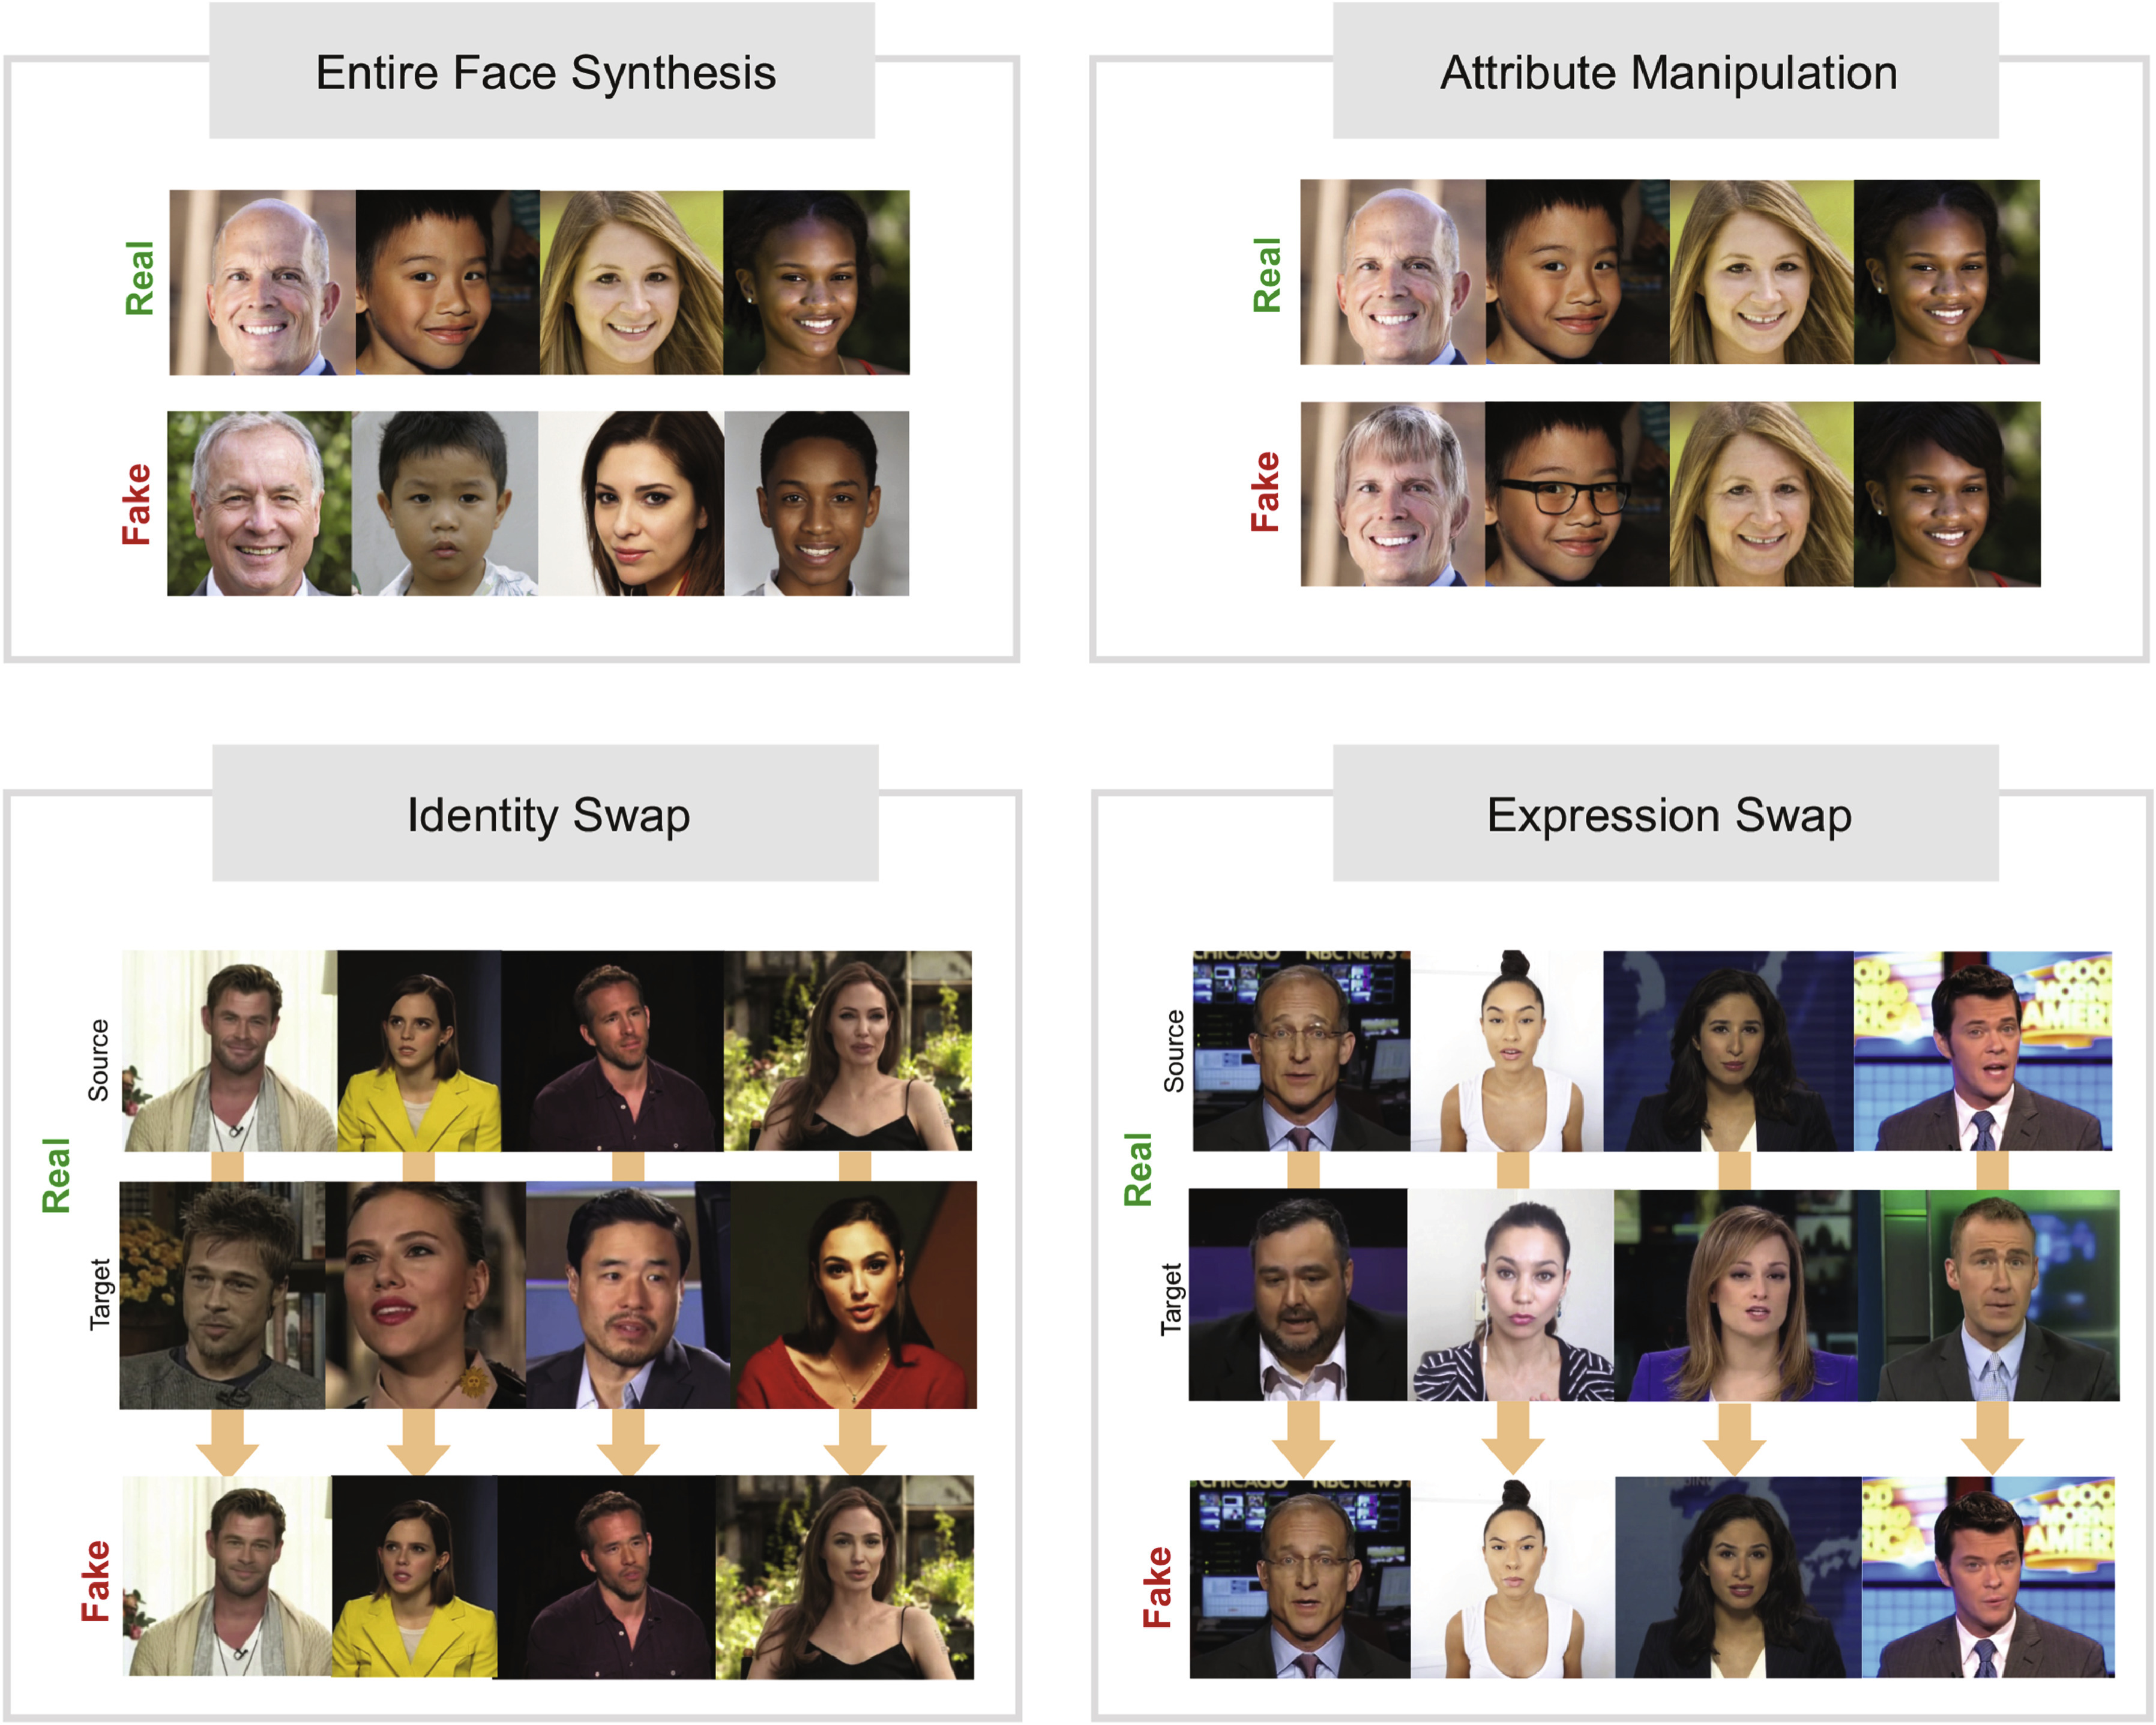 Entire Face Synthesis
Real
Fake
Attribute Manipulation
Real
Fake
Identity Swap
Real
Source
Target
Fake
Expression Swap
Real
Source
CHICAGO NBC NEWS
Target
Fake
CHICAGO NBC NEWS